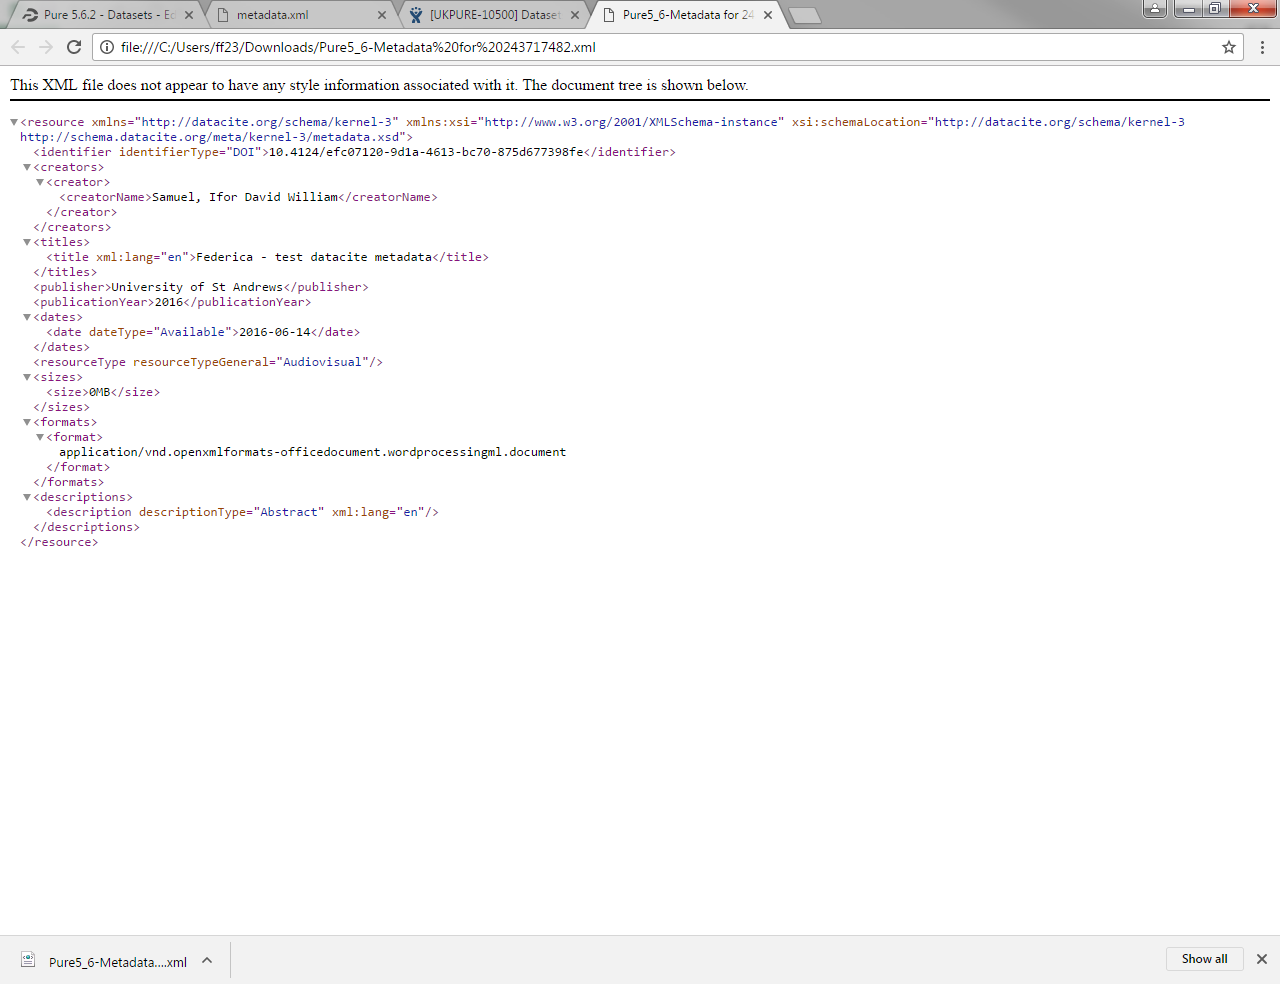 Pure 5.6.2 - Datasets - Ed
metadata.xml
[UKPURE-10500] Dataset
Pure5_6-Metadata for 24
file:///C:/Users/ff23/Downloads/Pure5_6-Metadata%20for%20243717482.xml
This XML file does not appear to have any style information associated with it. The document tree is shown below.
<resource xmlns="http://datacite.org/schema/kernel-3" xmlns:xsi="http://www.w3.org/2001/XMLSchema-instance" xsi:schemaLocation="http://datacite.org/schema/kernel-3
http://schema.datacite.org/meta/kernel-3/metadata.xsd">
<identifier identifierType="DOI">10.4124/efc07120-9d1a-4613-bc70-875d677398fe</identifier>
<creators>
<creator>
<creatorName>Samuel, Ifor David William</creatorName>
</creator>
</creators>
<titles>
<title xml:lang="en">Federica - test datacite metadata</title>
</titles>
<publisher>University of St Andrews</publisher>
<publicationYear>2016</publicationYear>
<dates>
<date dateType="Available">2016-06-14</date>
</dates>
<resourceType resourceTypeGeneral="Audiovisual"/>
<sizes>
<size>0MB</size>
</sizes>
<formats>
<format>
application/vnd.openxmlformats-officedocument.wordprocessingml.document
</format>
</formats>
<descriptions>
<description descriptionType="Abstract" xml:lang="en"/>
</descriptions>
</resource>
Pure5_6-Metadata....xml
Show all